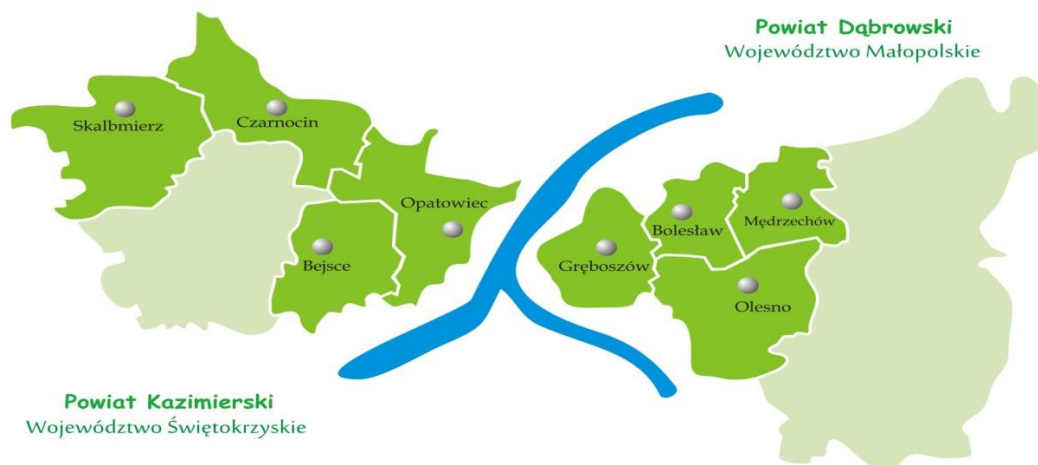 Powiat Dąbrowski
Województwo Małopolskie
Skalbmierz
Czarnocin
Opatowiec
Bejsce
Gręboszów
Bolesław
Mędrzechów
Olesno
Powiat Kazimierski
Województwo Świętokrzyskie